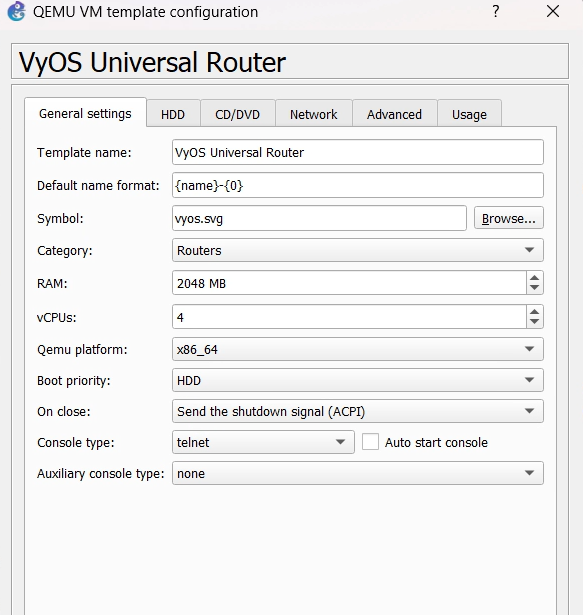 QEMU VM template configuration ? ×
VyOS Universal Router
General settings HDD CD/DVD Network Advanced Usage
Template name: VyOS Universal Router
Default name format: {name}-{0}
Symbol: vyos.svg Browse...
Category: Routers
RAM: 2048 MB
vCPUs: 4
Qemu platform: x86_64
Boot priority: HDD
On close: Send the shutdown signal (ACPI)
Console type: telnet Auto start console
Auxiliary console type: none